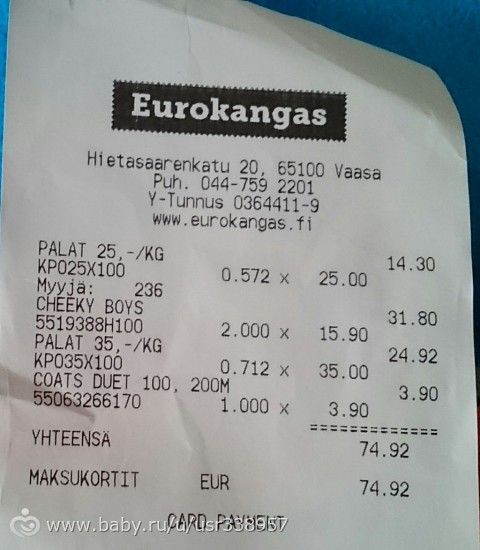 Eurokangas
Hietasaarenkatu 20, 65100 Vaasa
Puh. 044-759 2201
Y-Tunnus 0364411-9
www.eurokangas.fi
PALAT 25,-/KG 14.30
KP025X100 0.572 x 25.00
Myyjä: 236
CHEEKY BOYS 31.80
5519388H100 2.000 x 15.90
PALAT 35,-/KG 24.92
KP035X100 0.712 x 35.00
COATS DUET 100, 200M 3.90
55063266170 1.000 x 3.90
=============
YHTEENSÄ 74.92
MAKSUKORTIT EUR 74.92
CARD PAYMENT
www.baby.ru/u/usr338957